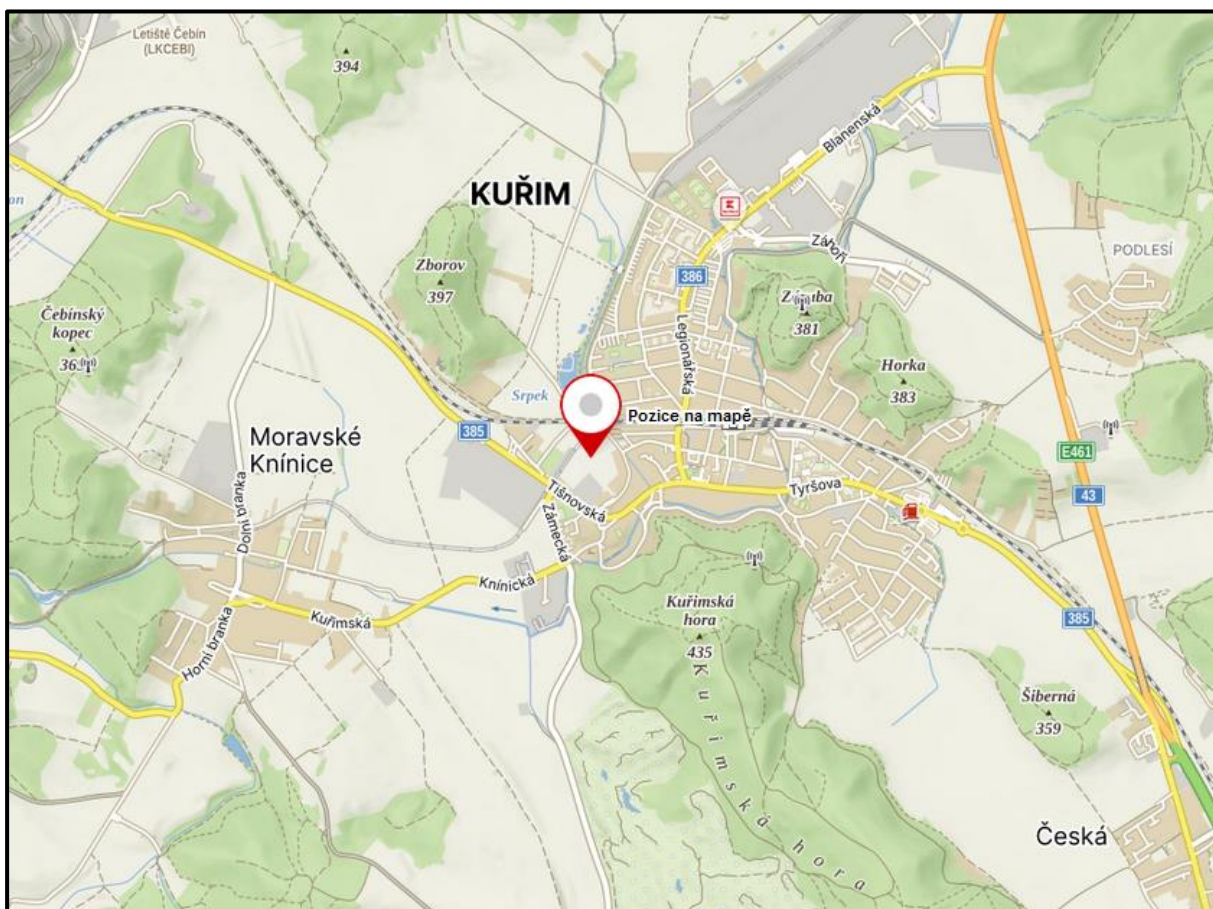 Letiště Čebín
(LKCEBI)
394
KUŘIM
Blanenská
Záhoří
PODLESÍ
Zborov
397
386
Čebínský
kopec
381
Horka
383
Legionářská
Srpek
Pozice na mapě
385
Moravské
Knínice
E461
43
Tyršova
Tišnovská
Zámecká
Dolní branka
Knínická
Kuřimská
Horní branka
Kuřimská
hora
435
385
Kuřimská hora
Šiberná
359
Česká